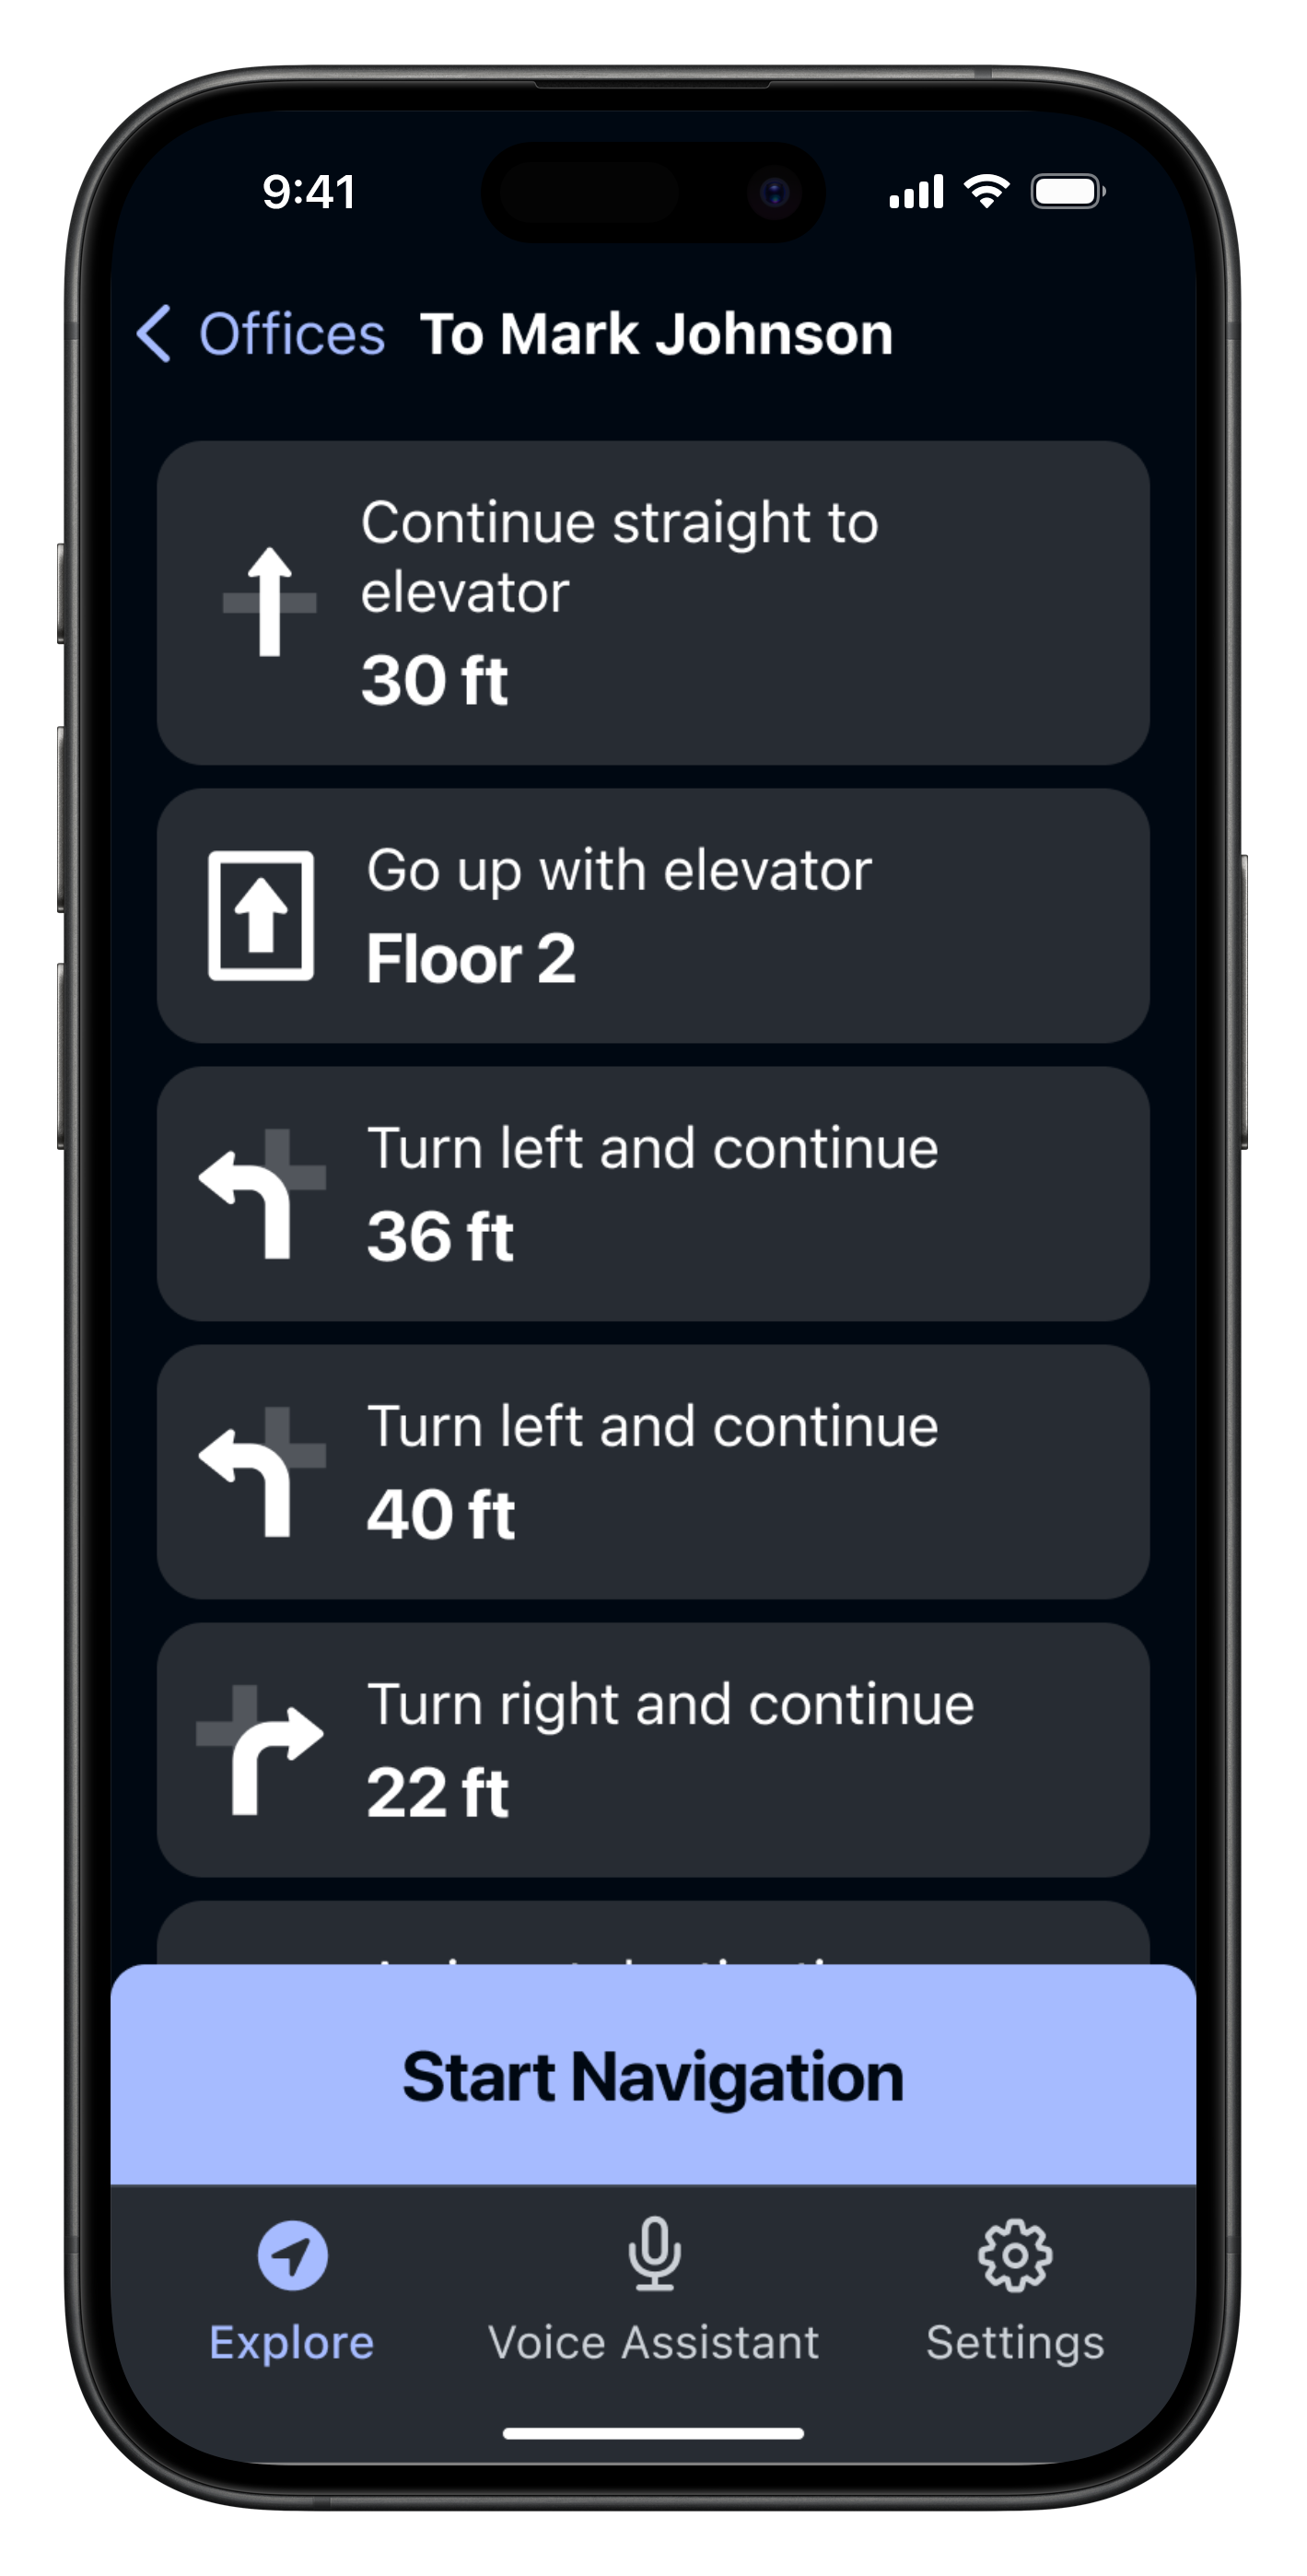 9:41
Offices To Mark Johnson
Continue straight to
elevator
30 ft
Go up with elevator
Floor 2
Turn left and continue
36 ft
Turn left and continue
40 ft
Turn right and continue
22 ft
Start Navigation
Explore Voice Assistant Settings